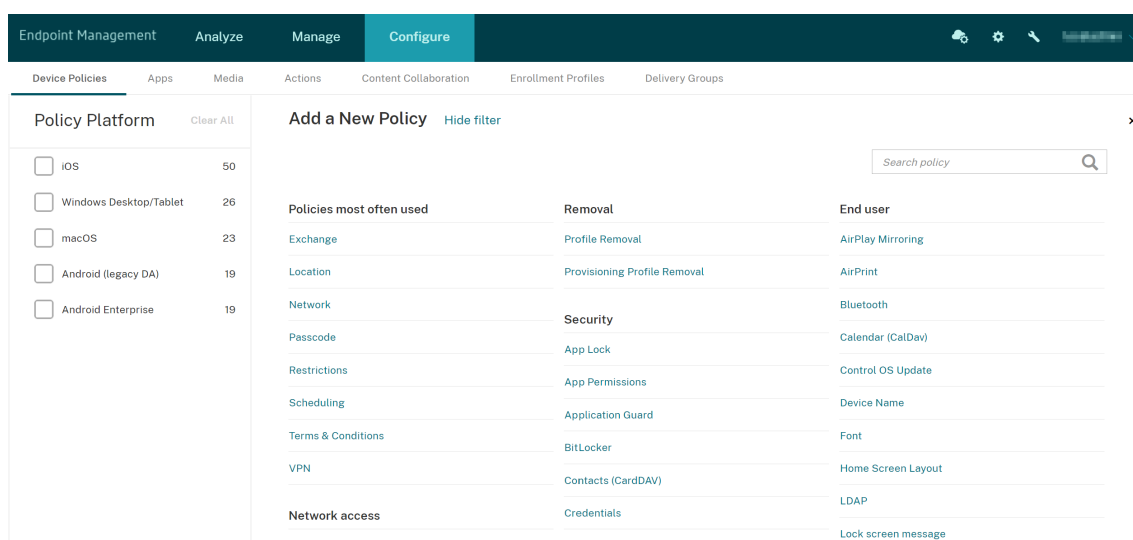 Endpoint Management Analyze Manage Configure
Device Policies Apps Media Actions Content Collaboration Enrollment Profiles Delivery Groups
Policy Platform Clear All
iOS 50
Windows Desktop/Tablet 26
macOS 23
Android (legacy DA) 19
Android Enterprise 19
Add a New Policy Hide filter
Search policy
Policies most often used
Exchange
Location
Network
Passcode
Restrictions
Scheduling
Terms & Conditions
VPN
Network access
Removal
Profile Removal
Provisioning Profile Removal
Security
App Lock
App Permissions
Application Guard
BitLocker
Contacts (CardDAV)
Credentials
End user
AirPlay Mirroring
AirPrint
Bluetooth
Calendar (CalDav)
Control OS Update
Device Name
Font
Home Screen Layout
LDAP
Lock screen message